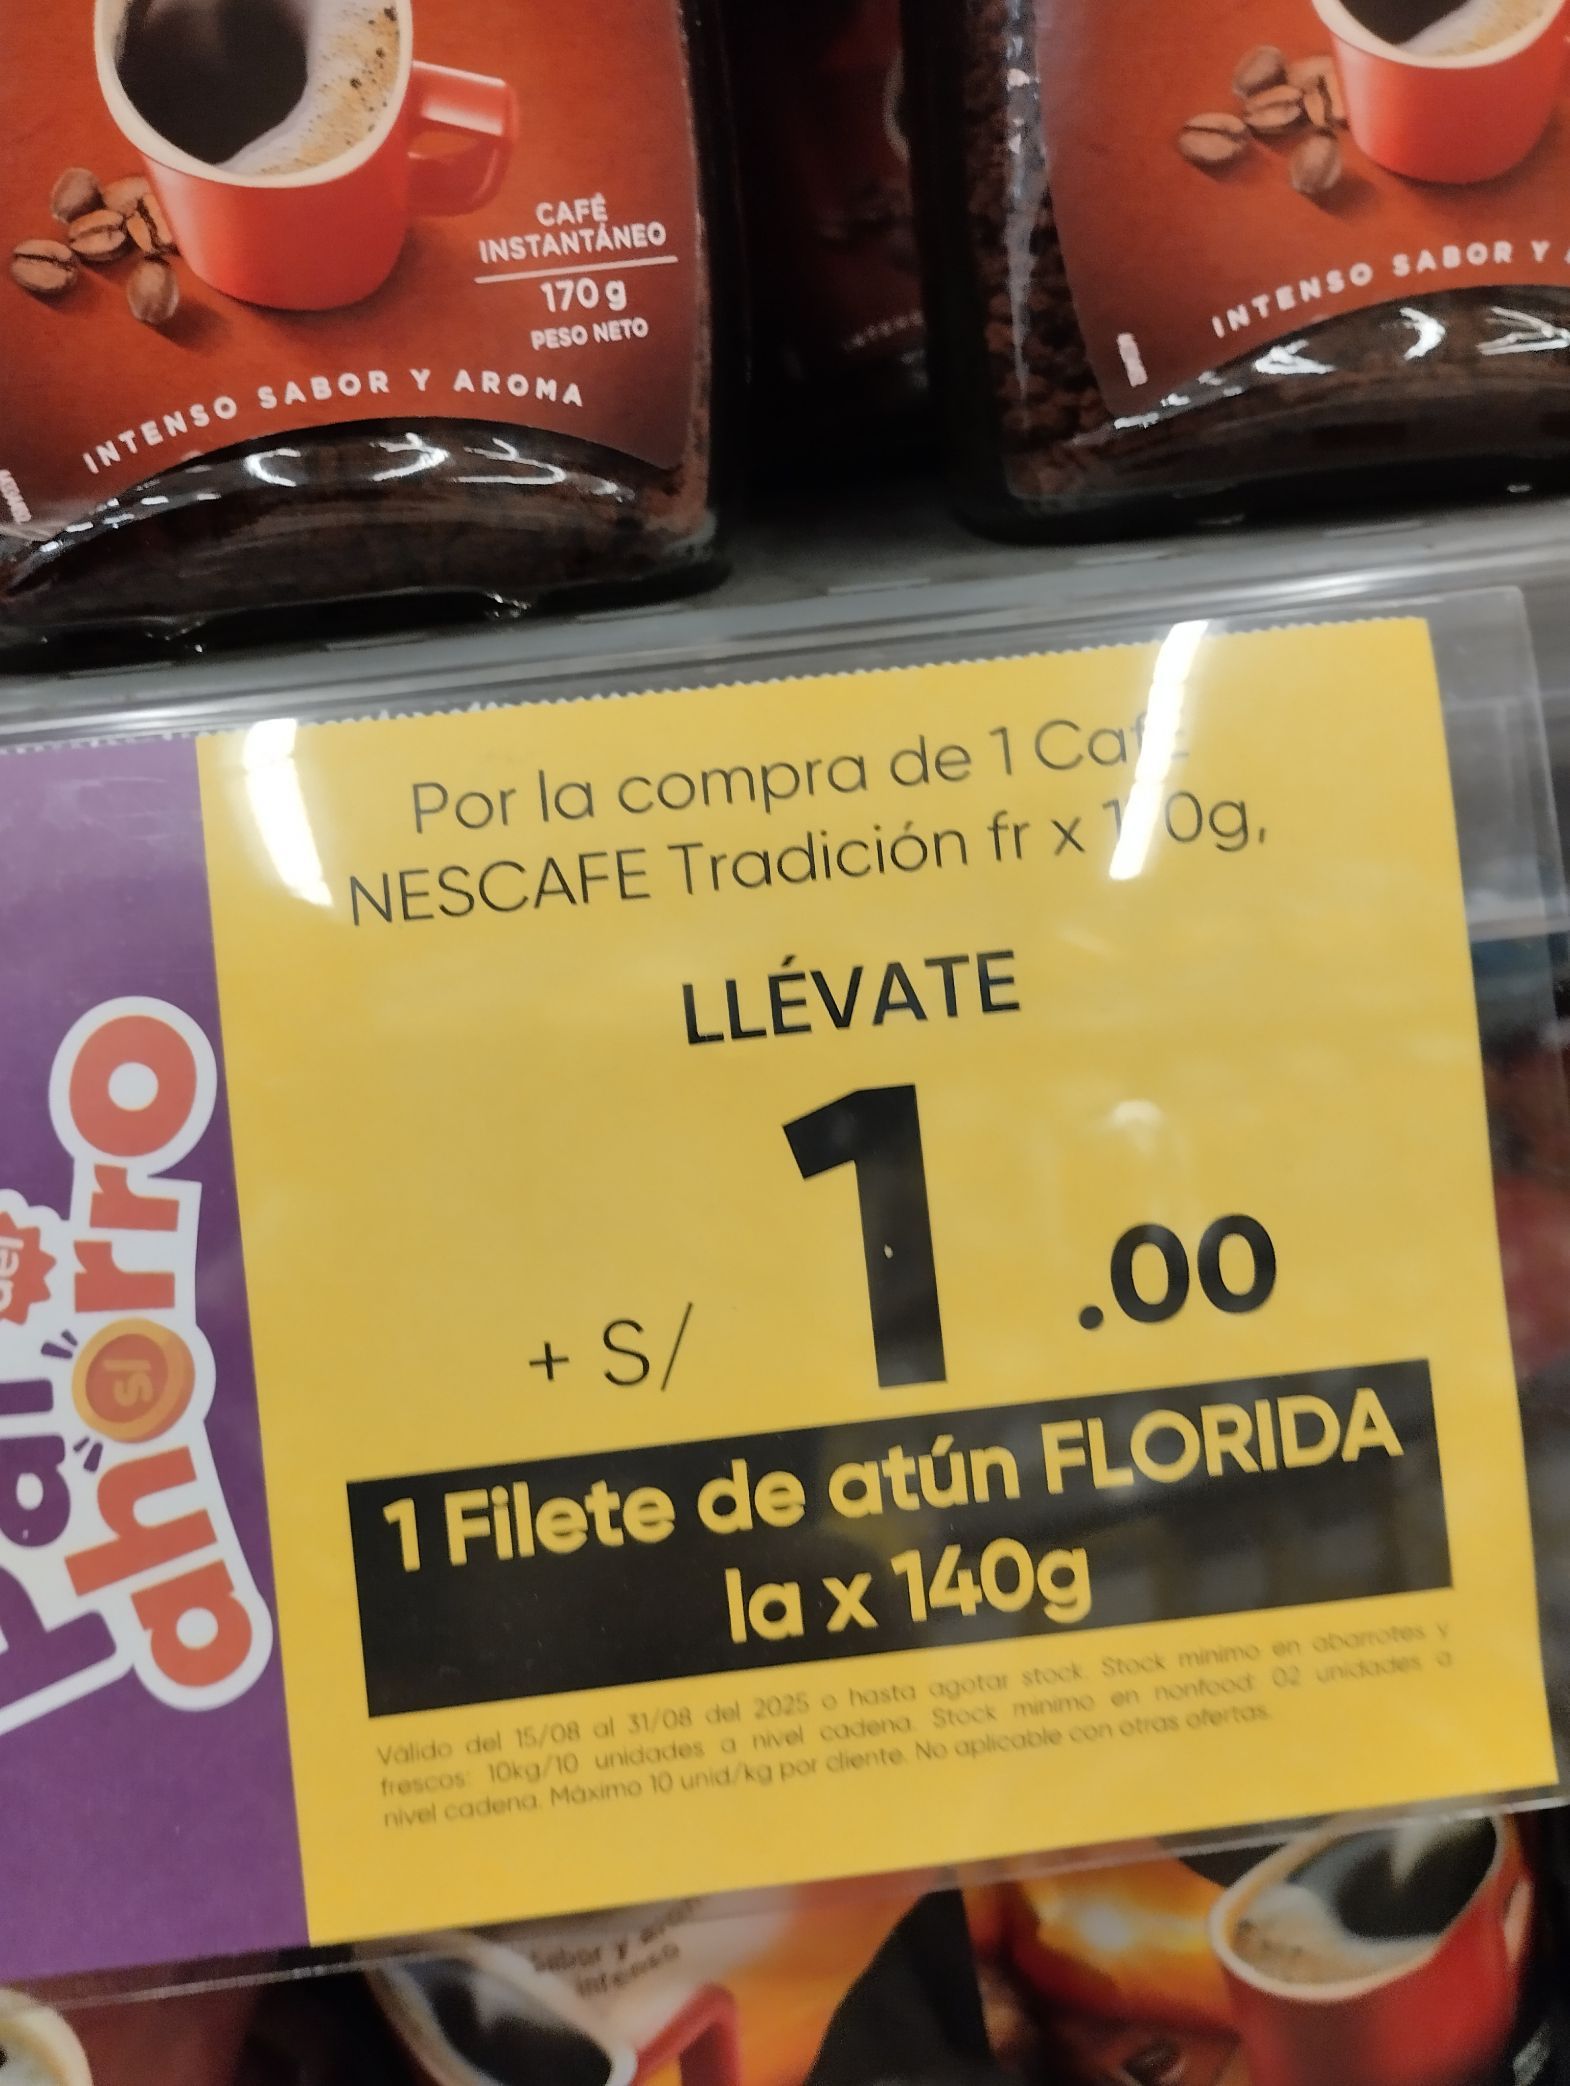 CAFÉ
INSTANTÁNEO
170 g
PESO NETO
INTENSO SABOR Y AROMA
INTENSO SABOR Y
Por la compra de 1
NESCAFE Tradición fr x
LLÉVATE
+ S/ 1.00
1 Filete de atún FLORIDA
la x 140g
Válido del 15/08 al 31/08 del 2025 o hasta agotar stock. Stock mínimo en abarrotes y
frescos: 10kg/10 unidades a nivel cadena. Stock mínimo en nonfood: 02 unidades a
nivel cadena. Máximo 10 unid/kg por cliente. No aplicable con otras ofertas.
del
ahorro
S/
Sabor y
intenso